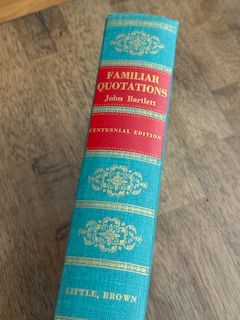 FAMILIAR
QUOTATIONS
John Bartlett
CENTENNIAL EDITION
LITTLE, BROWN